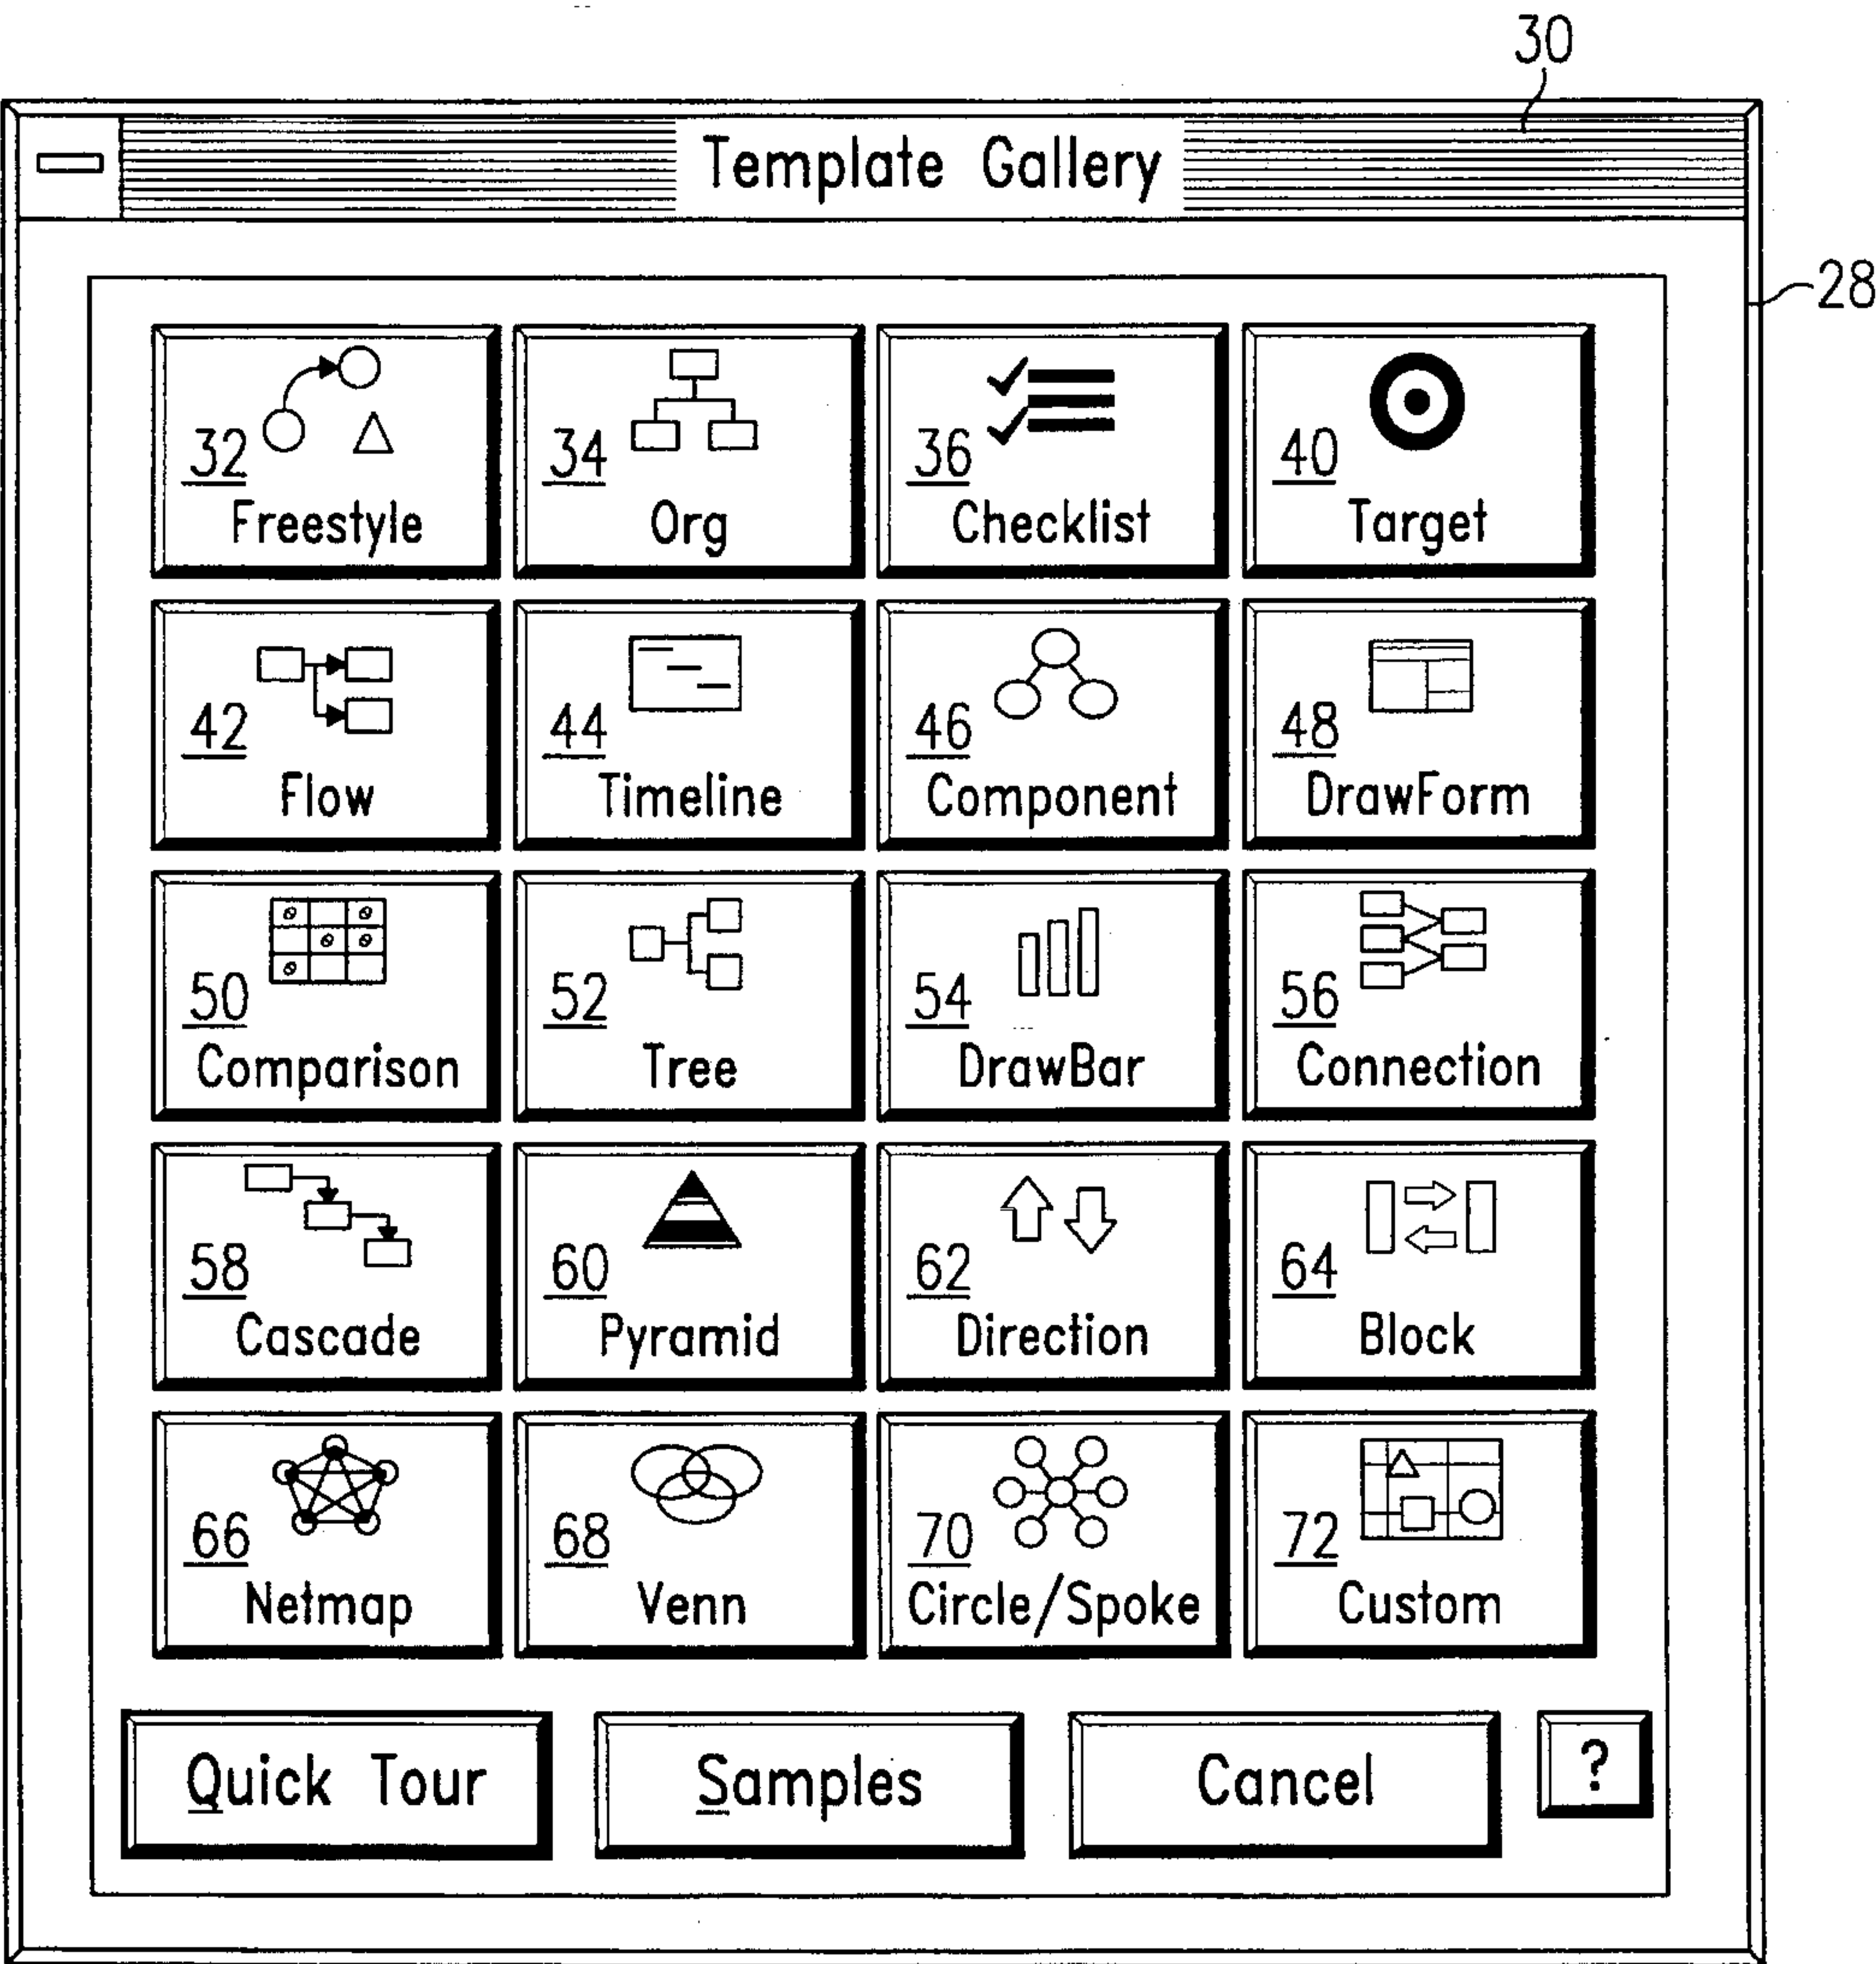 30
Template Gallery
28
32 34 36 40
Freestyle Org Checklist Target
42 44 46 48
Flow Timeline Component DrawForm
50 52 54 56
Comparison Tree DrawBar Connection
58 60 62 64
Cascade Pyramid Direction Block
66 68 70 72
Netmap Venn Circle/Spoke Custom
Quick Tour Samples Cancel ?